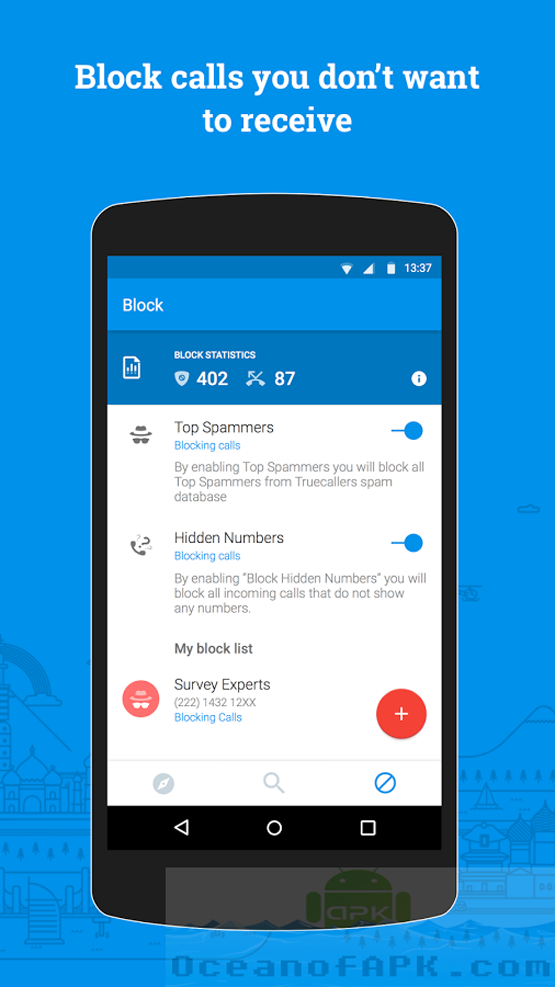 Block calls you don’t want
to receive
13:37
Block
BLOCK STATISTICS
402 87
Top Spammers
Blocking calls
By enabling Top Spammers you will block all
Top Spammers from Truecallers spam
database
Hidden Numbers
Blocking calls
By enabling "Block Hidden Numbers" you will
block all incoming calls that do not show
any numbers.
My block list
Survey Experts
(222) 1432 12XX
Blocking Calls
APK
OceanofAPK.com